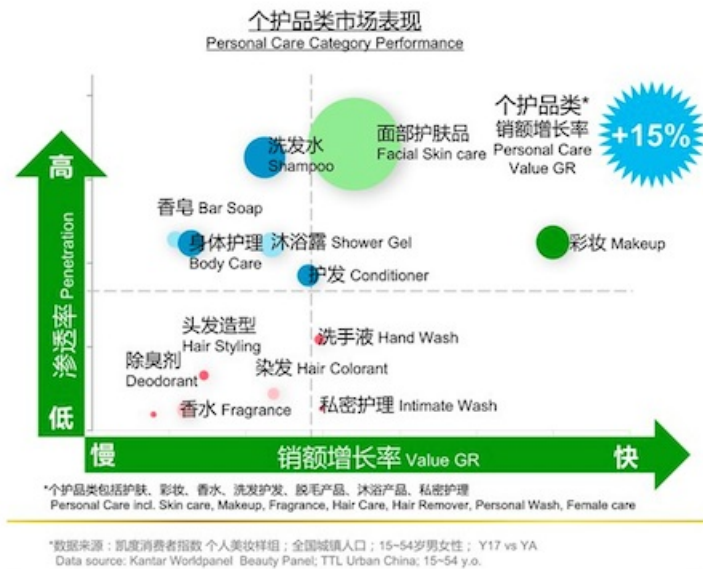 个护品类市场表现
Personal Care Category Performance
个护品类*
销额增长率
Personal Care
Value GR
+15%
洗发水
Shampoo
面部护肤品
Facial Skin care
香皂 Bar Soap
身体护理
Body Care
沐浴露 Shower Gel
彩妆 Makeup
护发 Conditioner
头发造型
Hair Styling
洗手液 Hand Wash
除臭剂
Deodorant
染发 Hair Colorant
香水 Fragrance
私密护理 Intimate Wash
高
渗透率 Penetration
低
慢
销额增长率 Value GR
快
*个护品类包括护肤、彩妆、香水、洗发护发、脱毛产品、沐浴产品、私密护理
Personal Care incl. Skin care, Makeup, Fragrance, Hair Care, Hair Remover, Personal Wash, Female care
*数据来源：凯度消费者指数 个人美妆样组；全国城镇人口；15~54岁男女性； Y17 vs YA
Data source: Kantar Worldpanel Beauty Panel; TTL Urban China; 15~54 y.o.